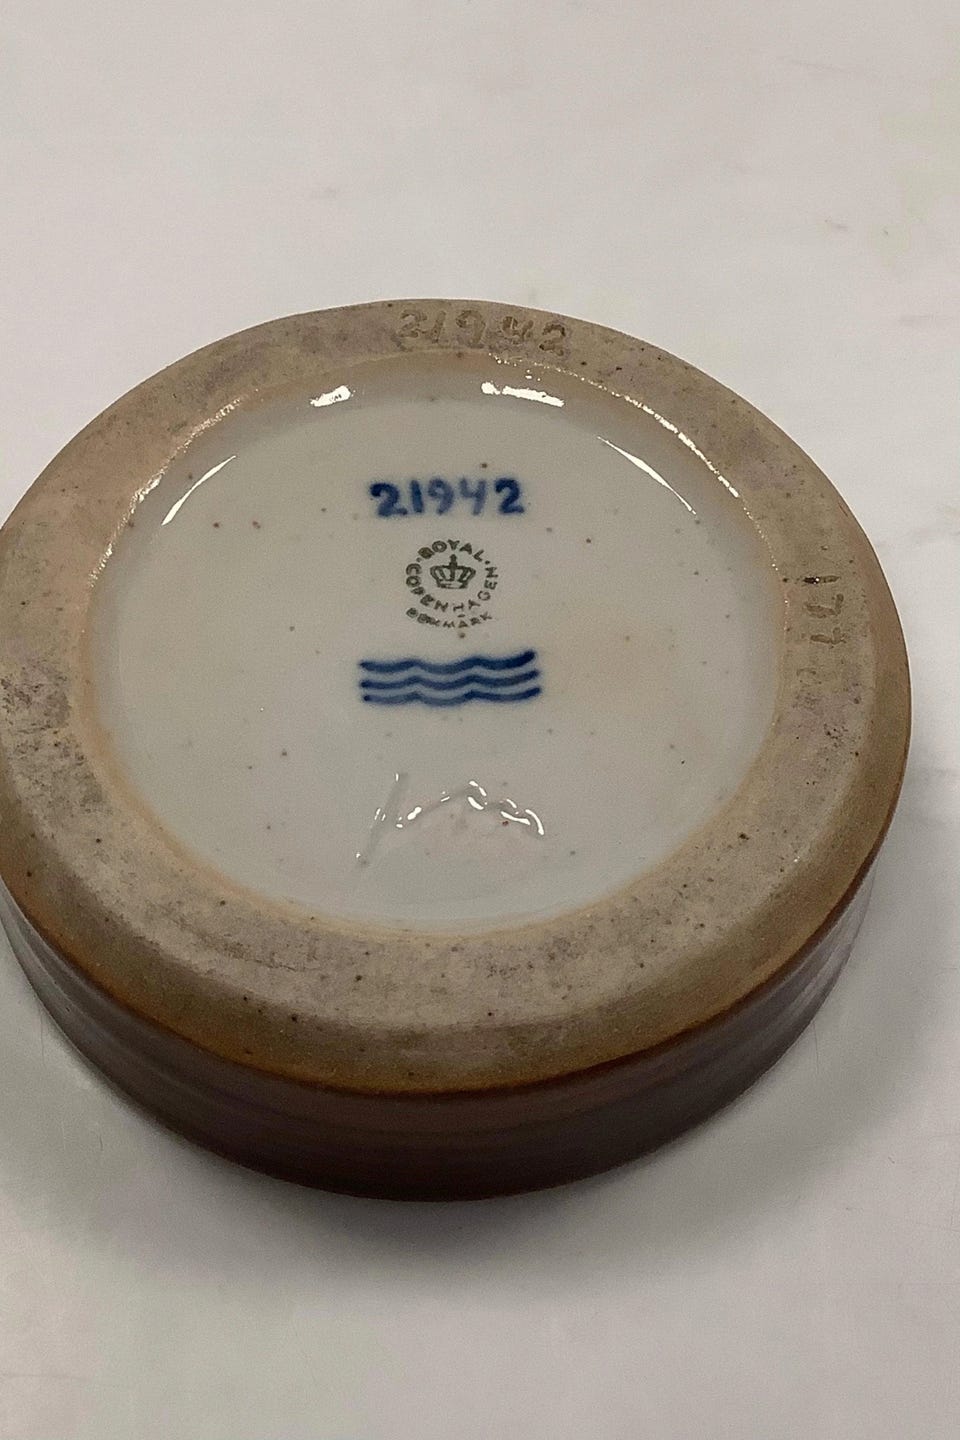 21942
21942
ROYAL
COPENHAGEN
DENMARK